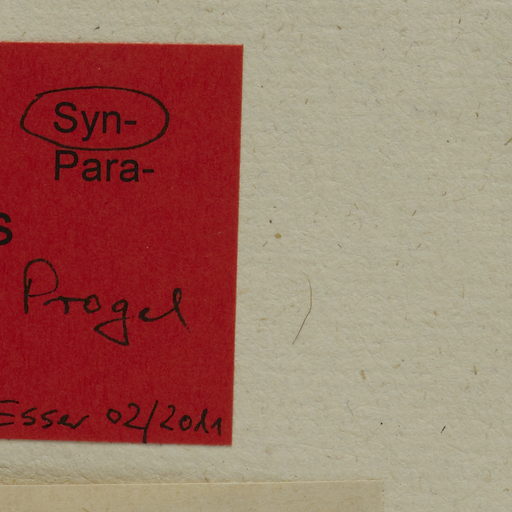 Syn-
Para-
s
Progel
Esser 02/2011